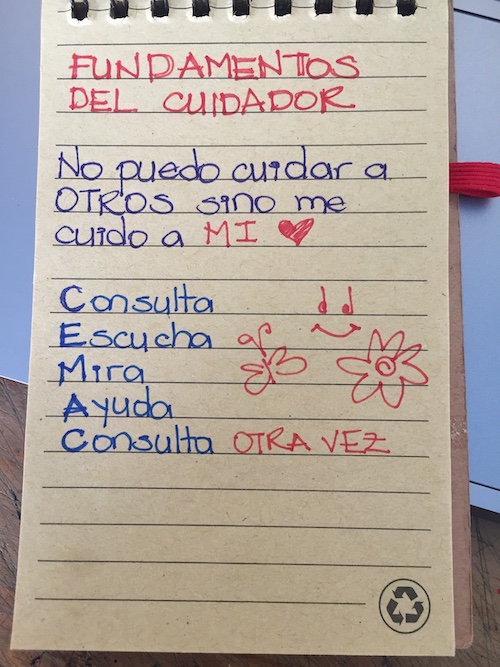 FUNDAMENTOS
DEL CUIDADOR
No puedo cuidar a
OTROS sino me
cuido a MI
Consulta
Escucha
Mira
Ayuda
Consulta OTRA VEZ